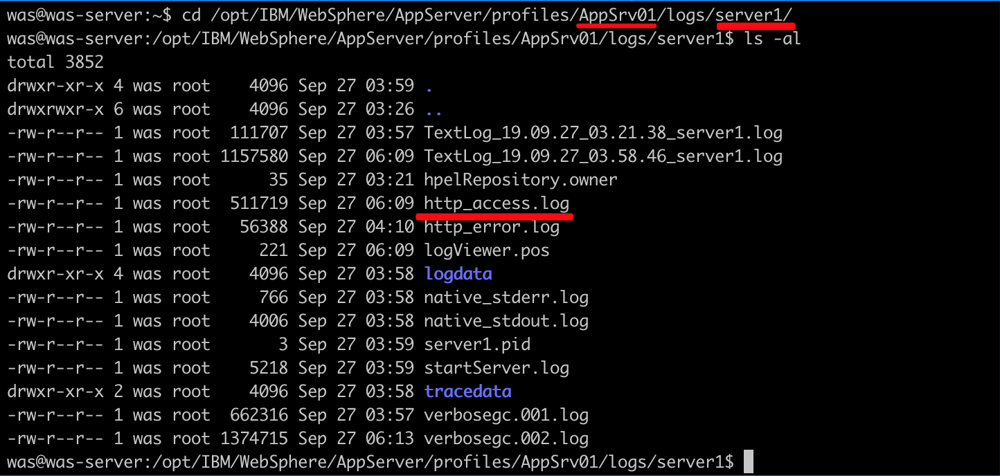 was@was-server:~$ cd /opt/IBM/WebSphere/AppServer/profiles/AppSrv01/logs/server1/
was@was-server:/opt/IBM/WebSphere/AppServer/profiles/AppSrv01/logs/server1$ ls -al
total 3852
drwxr-xr-x 4 was root    4096 Sep 27 03:59 .
drwxrwxr-x 6 was root    4096 Sep 27 03:26 ..
-rw-r--r-- 1 was root  111707 Sep 27 03:57 TextLog_19.09.27_03.21.38_server1.log
-rw-r--r-- 1 was root 1157580 Sep 27 06:09 TextLog_19.09.27_03.58.46_server1.log
-rw-r--r-- 1 was root      35 Sep 27 03:21 hpelRepository.owner
-rw-r--r-- 1 was root  511719 Sep 27 06:09 http_access.log
-rw-r--r-- 1 was root   56388 Sep 27 04:10 http_error.log
-rw-r--r-- 1 was root     221 Sep 27 06:09 logViewer.pos
drwxr-xr-x 4 was root    4096 Sep 27 03:58 logdata
-rw-r--r-- 1 was root     766 Sep 27 03:58 native_stderr.log
-rw-r--r-- 1 was root    4006 Sep 27 03:58 native_stdout.log
-rw-r--r-- 1 was root       3 Sep 27 03:59 server1.pid
-rw-r--r-- 1 was root    5218 Sep 27 03:59 startServer.log
drwxr-xr-x 2 was root    4096 Sep 27 03:58 tracedata
-rw-r--r-- 1 was root  662316 Sep 27 03:57 verbosegc.001.log
-rw-r--r-- 1 was root 1374715 Sep 27 06:13 verbosegc.002.log
was@was-server:/opt/IBM/WebSphere/AppServer/profiles/AppSrv01/logs/server1$